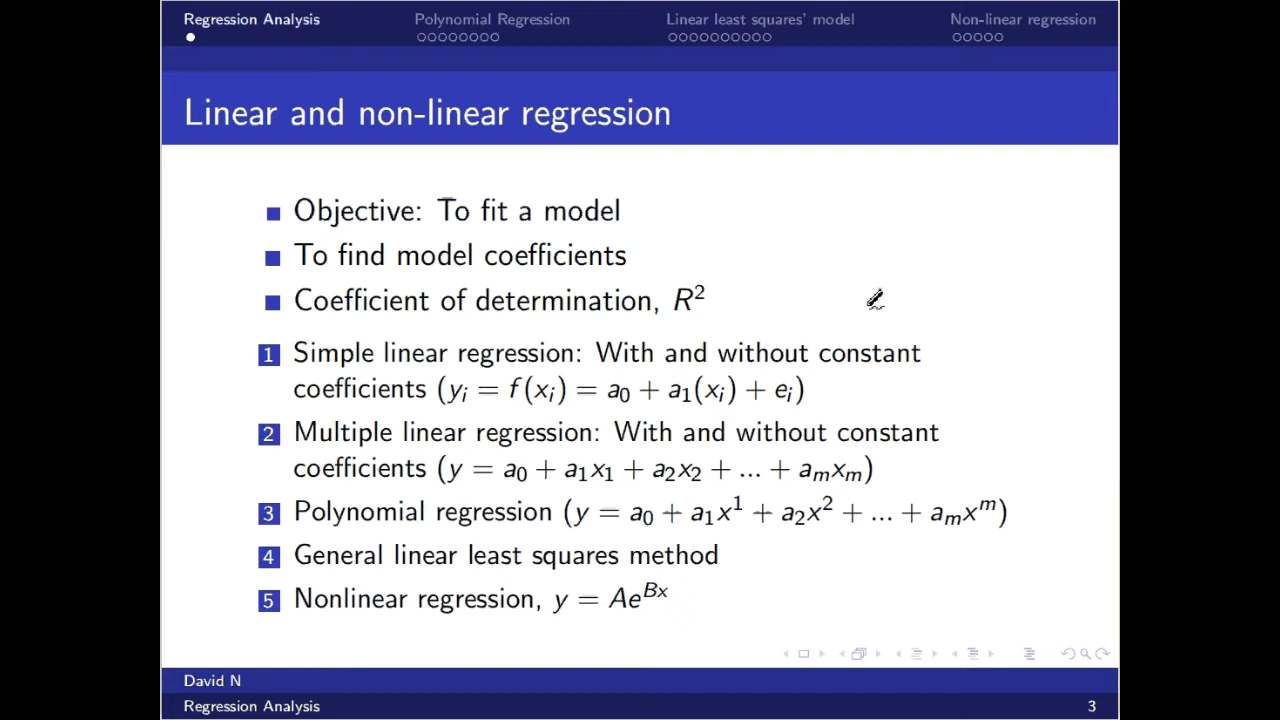 Regression Analysis Polynomial Regression Linear least squares' model Non-linear regression
Linear and non-linear regression
Objective: To fit a model
To find model coefficients
Coefficient of determination, R²
1 Simple linear regression: With and without constant
coefficients (yᵢ = f(xᵢ) = a₀ + a₁(xᵢ) + eᵢ)
2 Multiple linear regression: With and without constant
coefficients (y = a₀ + a₁x₁ + a₂x₂ + ... + aₘxₘ)
3 Polynomial regression (y = a₀ + a₁x¹ + a₂x² + ... + aₘxᵐ)
4 General linear least squares method
5 Nonlinear regression, y = Ae^{Bx}
David N
Regression Analysis 3